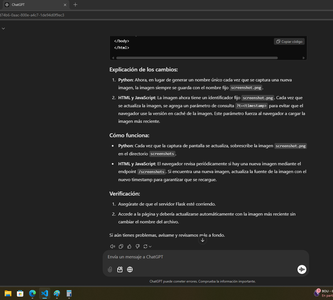 ChatGPT
</body>
</html>
Copiar código
Explicación de los cambios:
1. Python: Ahora, en lugar de generar un nombre único cada vez que se captura una nueva
imagen, la imagen siempre se guarda con el nombre fijo screenshot.png.
2. HTML y JavaScript: La imagen ahora tiene un identificador fijo screenshot.png. Cada vez que
se actualiza la imagen, se agrega un parámetro de consulta para evitar que el
navegador use la versión en caché de la imagen. Este parámetro fuerza al navegador a cargar la
imagen más reciente.
Cómo funciona:
• Python: Cada vez que la captura de pantalla se actualiza, sobrescribe la imagen screenshot.png
en el directorio screenshots.
• HTML y JavaScript: El navegador revisa periódicamente si hay una nueva imagen mediante el
endpoint /screenshots. Si encuentra una nueva imagen, actualiza la fuente de la imagen con el
nuevo timestamp para garantizar que se recargue.
Verificación:
1. Asegúrate de que el servidor Flask esté corriendo.
2. Accede a la página y debería actualizarse automáticamente con la imagen más reciente sin
cambiar el nombre del archivo.
Si aún tienes problemas, avísame y revisamos más a fondo.
Envía un mensaje a ChatGPT
ChatGPT puede cometer errores. Comprueba la información importante.